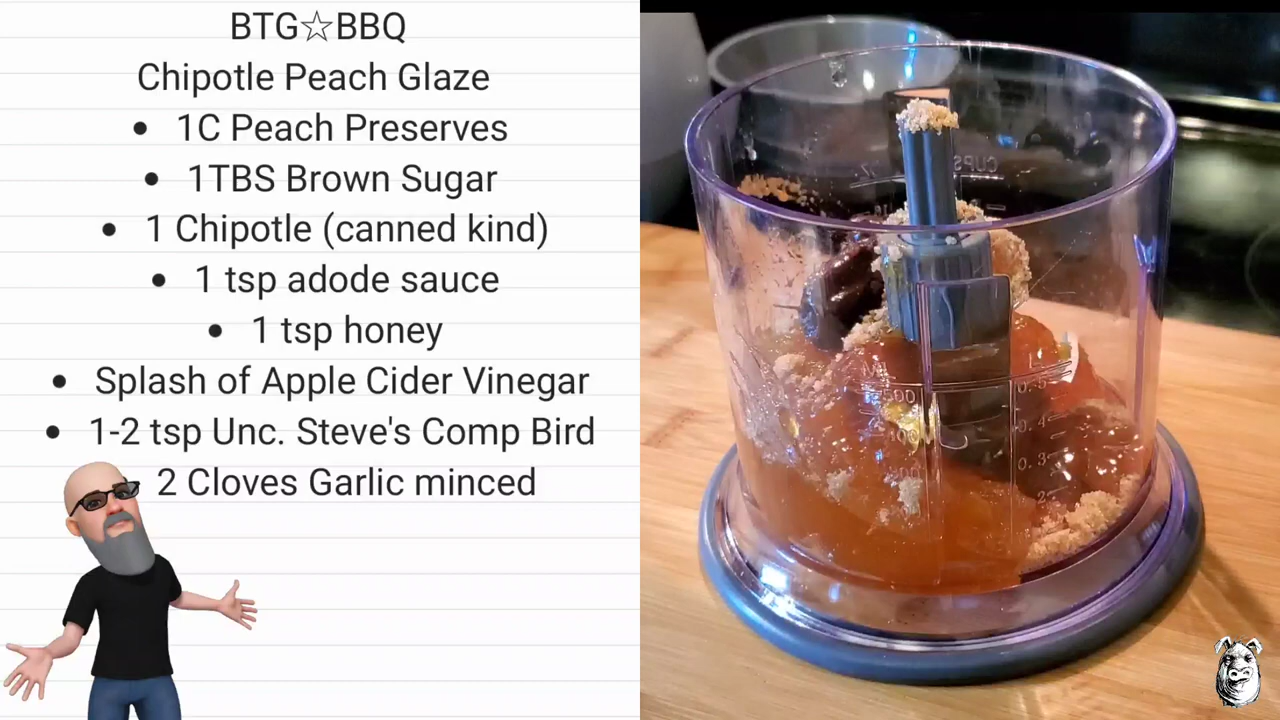 BTG☆BBQ
Chipotle Peach Glaze
• 1C Peach Preserves
• 1TBS Brown Sugar
• 1 Chipotle (canned kind)
• 1 tsp adode sauce
• 1 tsp honey
• Splash of Apple Cider Vinegar
• 1-2 tsp Unc. Steve's Comp Bird
2 Cloves Garlic minced
CUPS